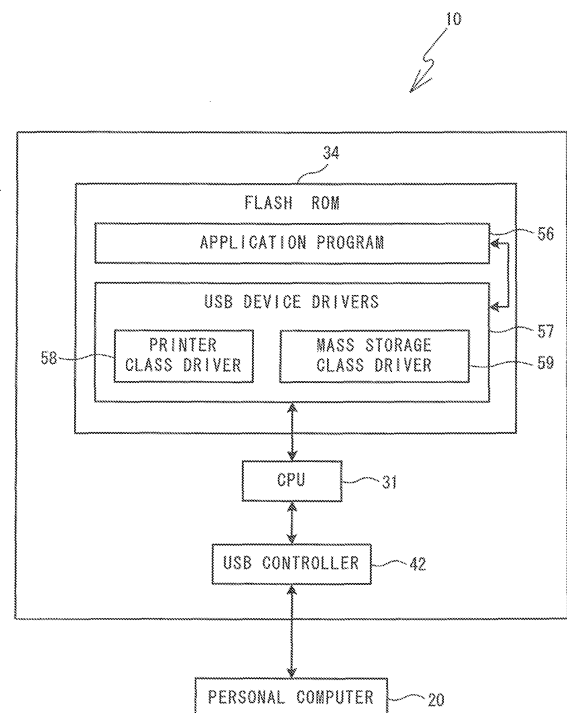 10
34
FLASH ROM
APPLICATION PROGRAM
56
USB DEVICE DRIVERS
57
58
PRINTER
CLASS DRIVER
MASS STORAGE
CLASS DRIVER
59
CPU
31
USB CONTROLLER
42
PERSONAL COMPUTER
20